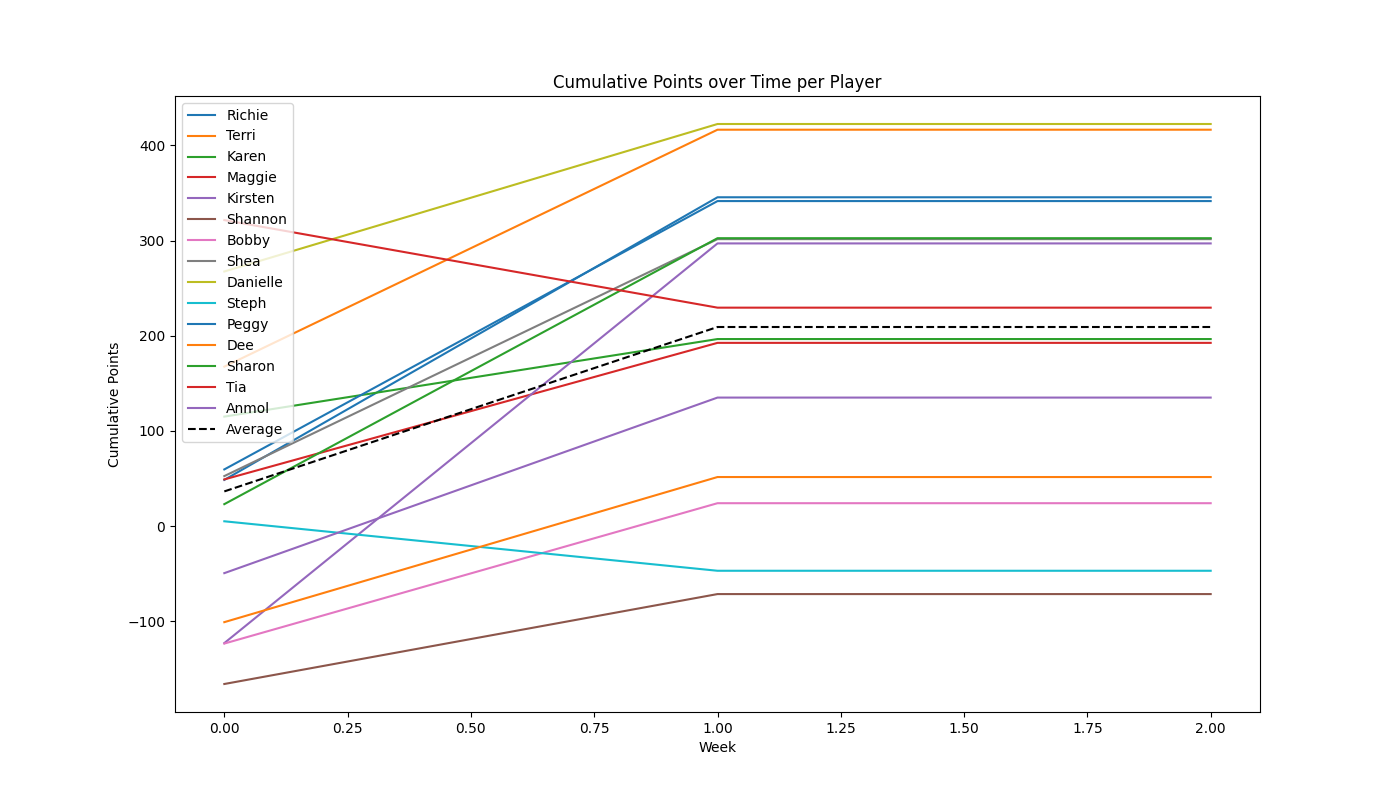 Cumulative Points over Time per Player
Richie
Terri
Karen
Maggie
Kirsten
Shannon
Bobby
Shea
Danielle
Steph
Peggy
Dee
Sharon
Tia
Anmol
Average
Cumulative Points
400
300
200
100
0
−100
0.00 0.25 0.50 0.75 1.00 1.25 1.50 1.75 2.00
Week